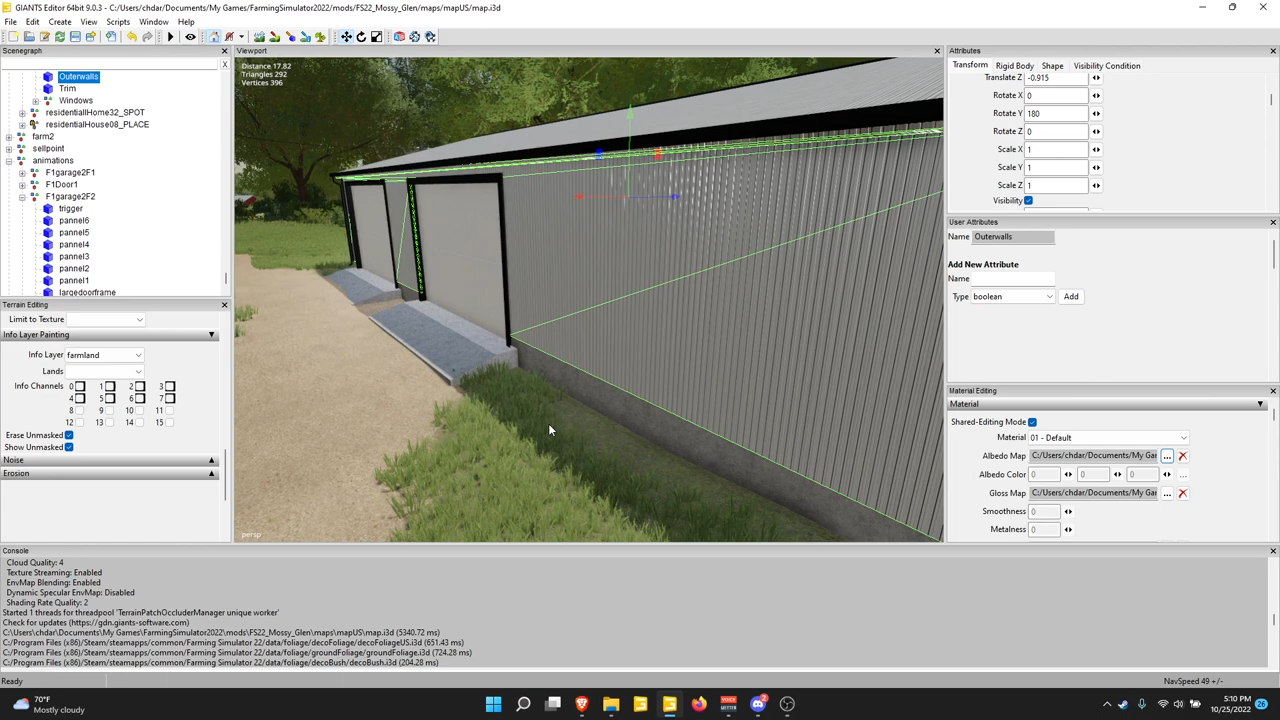 GIANTS Editor 64bit 9.0.3 - C:/Users/chdar/Documents/My Games/FarmingSimulator2022/mods/FS22_Mossy_Glen/maps/mapUS/map.i3d
File Edit Create View Scripts Window Help
Scenegraph
X
Outerwalls
Trim
Windows
residentiallHome32_SPOT
residentialHouse08_PLACE
farm2
sellpoint
animations
F1garage2F1
F1Door1
F1garage2F2
trigger
pannel6
pannel5
pannel4
pannel3
pannel2
pannel1
largedoorframe
Terrain Editing
Limit to Texture
Info Layer Painting
Info Layer farmland
Lands
Info Channels 0 1 2 3
4 5 6 7
8 9 10 11
12 13 14 15
Erase Unmasked
Show Unmasked
Noise
Erosion
Viewport
Distance 17.82
Triangles 292
Vertices 396
persp
Attributes
Transform Rigid Body Shape Visibility Condition
Translate Z -0.915
Rotate X 0
Rotate Y 180
Rotate Z 0
Scale X 1
Scale Y 1
Scale Z 1
Visibility
User Attributes
Name Outerwalls
Add New Attribute
Name
Type boolean Add
Material Editing
Material
Shared-Editing Mode
Material 01 - Default
Albedo Map C:/Users/chdar/Documents/My Gar ...
Albedo Color 0 0 0 ...
Gloss Map C:/Users/chdar/Documents/My Gar ...
Smoothness 0
Metalness 0
Console
Cloud Quality: 4
Texture Streaming: Enabled
EnvMap Blending: Enabled
Dynamic Specular EnvMap: Disabled
Shading Rate Quality: 2
Started 1 threads for threadpool 'TerrainPatchOccluderManager unique worker'
Check for updates (https://gdn.giants-software.com)
C:\Users\chdar\Documents\My Games\FarmingSimulator2022\mods\FS22_Mossy_Glen\maps\mapUS\map.i3d (5340.72 ms)
C:/Program Files (x86)/Steam/steamapps/common/Farming Simulator 22/data/foliage/decoFoliage/decoFoliageUS.i3d (651.43 ms)
C:/Program Files (x86)/Steam/steamapps/common/Farming Simulator 22/data/foliage/groundFoliage/groundFoliage.i3d (724.28 ms)
C:/Program Files (x86)/Steam/steamapps/common/Farming Simulator 22/data/foliage/decoBush/decoBush.i3d (204.28 ms)
Ready NavSpeed 49 +/-
70°F
Mostly cloudy
5:10 PM
10/25/2022
26